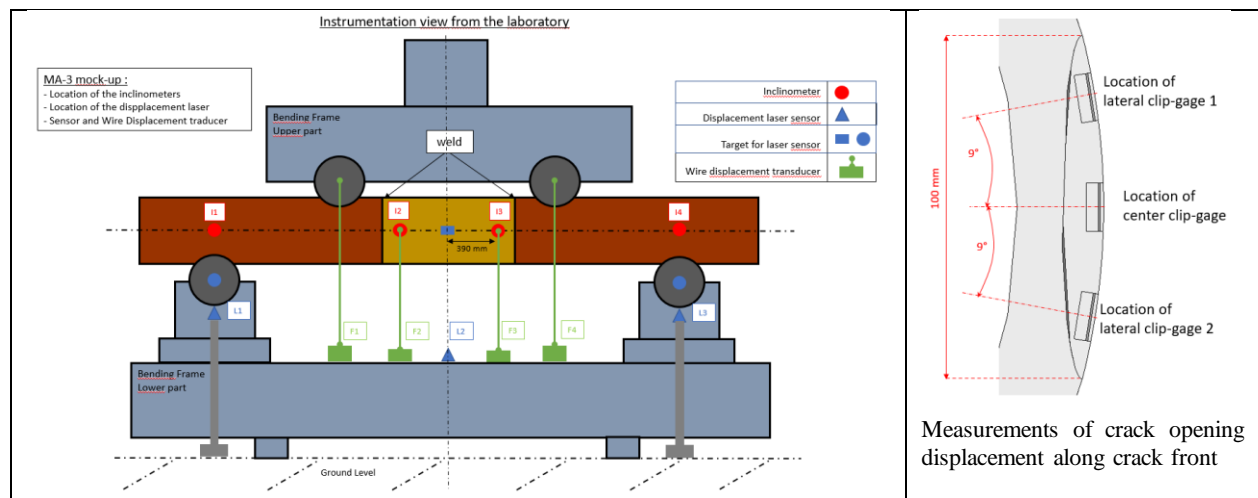 Instrumentation view from the laboratory
MA-3 mock-up :
- Location of the inclinometers
- Location of the dispplacement laser
- Sensor and Wire Displacement traducer
Bending Frame
Upper part
weld
Inclinometer
Displacement laser sensor
Target for laser sensor
Wire displacement transducer
I1
I2
I3
I4
390 mm
L1
F1
F2
L2
F3
F4
L3
Bending Frame
Lower part
Ground Level
100 mm
9°
9°
Location of
lateral clip-gage 1
Location of
center clip-gage
Location of
lateral clip-gage 2
Measurements of crack opening
displacement along crack front